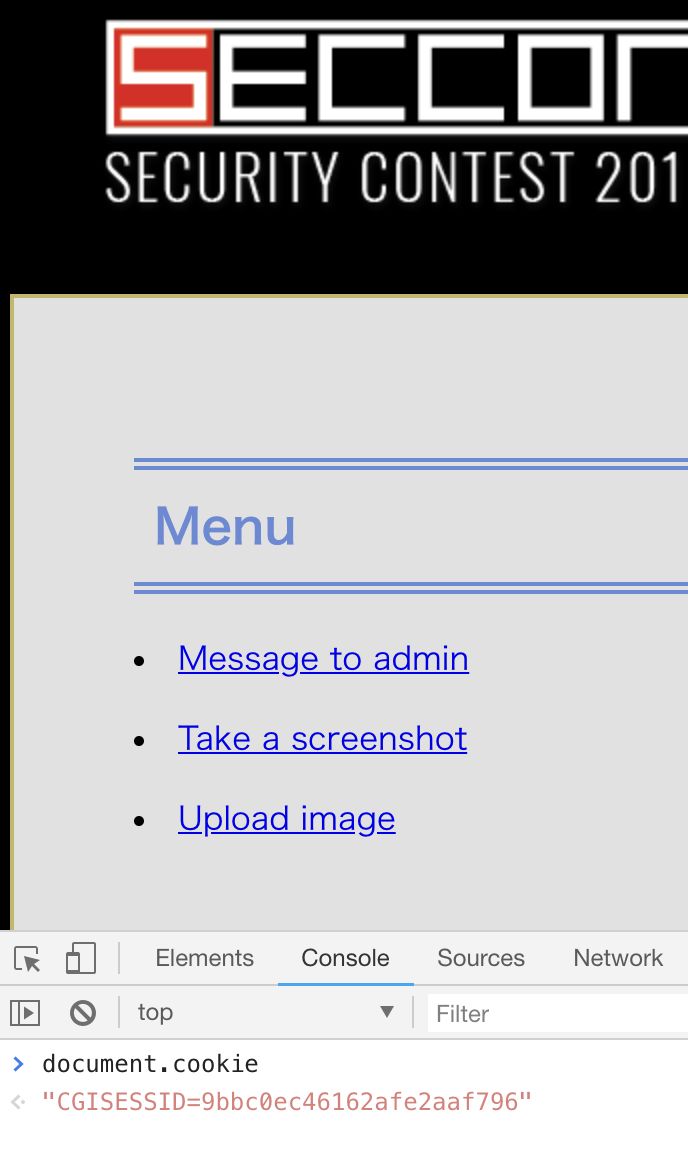 SECCON
SECURITY CONTEST 201
Menu
Message to admin
Take a screenshot
Upload image
Elements Console Sources Network
top Filter
document.cookie
"CGISESSID=9bbc0ec46162afe2aaf796"